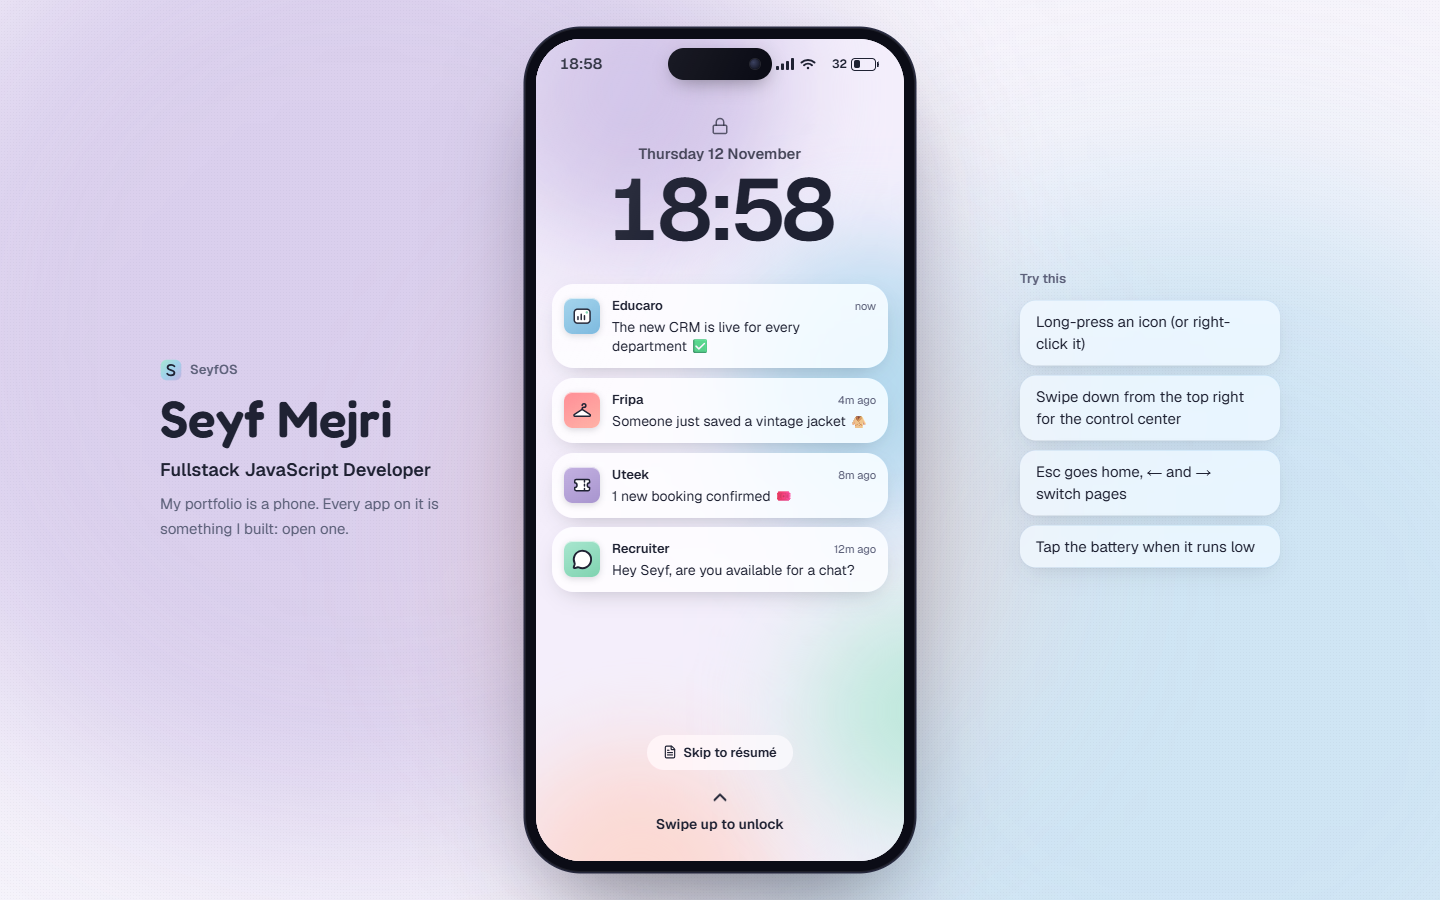 S SeyfOS
Seyf Mejri
Fullstack JavaScript Developer
My portfolio is a phone. Every app on it is
something I built: open one.
18:58
32
Thursday 12 November
18:58
Educaro
now
The new CRM is live for every
department ✅
Fripa
4m ago
Someone just saved a vintage jacket 🧥
Uteek
8m ago
1 new booking confirmed
Recruiter
12m ago
Hey Seyf, are you available for a chat?
Skip to résumé
Swipe up to unlock
Try this
Long-press an icon (or right-
click it)
Swipe down from the top right
for the control center
Esc goes home, ← and →
switch pages
Tap the battery when it runs low